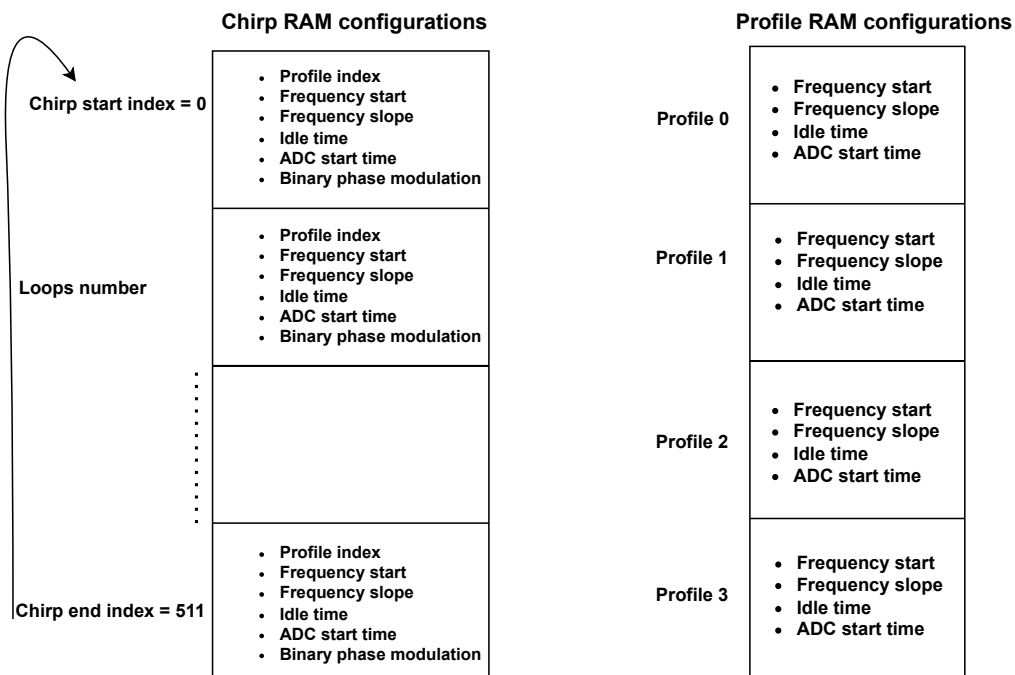 Chirp RAM configurations
Chirp start index = 0
• Profile index
• Frequency start
• Frequency slope
• Idle time
• ADC start time
• Binary phase modulation
Loops number
• Profile index
• Frequency start
• Frequency slope
• Idle time
• ADC start time
• Binary phase modulation
Chirp end index = 511
• Profile index
• Frequency start
• Frequency slope
• Idle time
• ADC start time
• Binary phase modulation
Profile RAM configurations
Profile 0
• Frequency start
• Frequency slope
• Idle time
• ADC start time
Profile 1
• Frequency start
• Frequency slope
• Idle time
• ADC start time
Profile 2
• Frequency start
• Frequency slope
• Idle time
• ADC start time
Profile 3
• Frequency start
• Frequency slope
• Idle time
• ADC start time